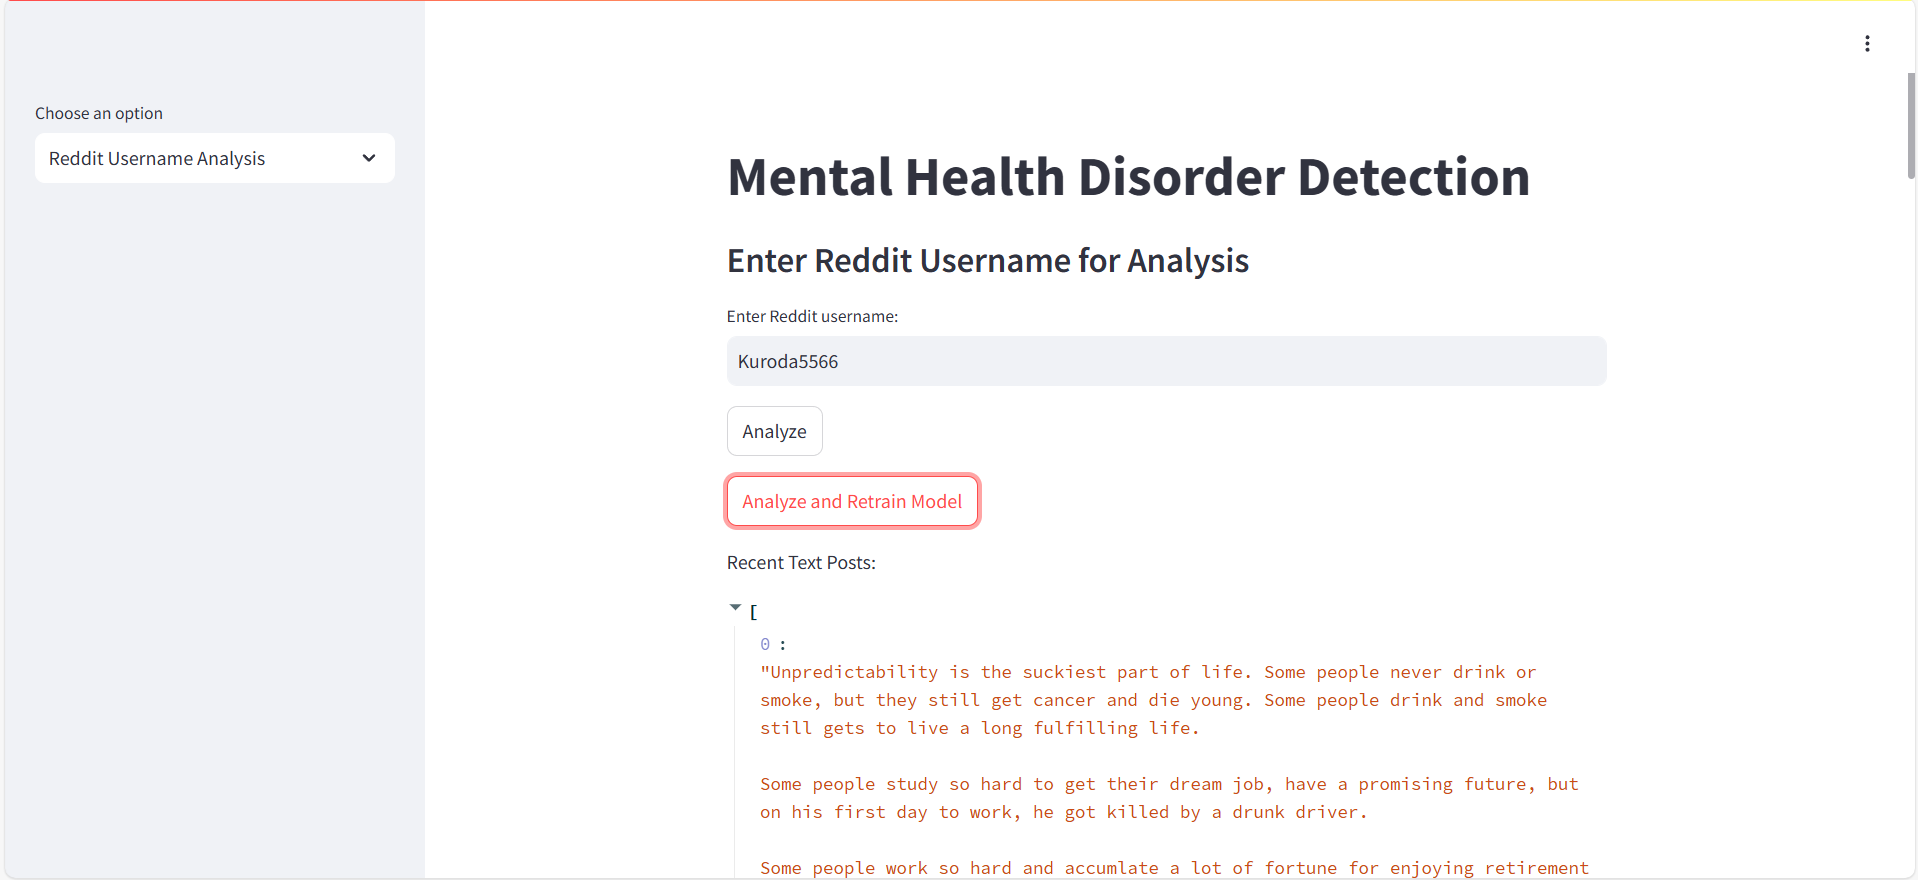 Choose an option
Reddit Username Analysis
Mental Health Disorder Detection
Enter Reddit Username for Analysis
Enter Reddit username:
Kuroda5566
Analyze
Analyze and Retrain Model
Recent Text Posts:
[
0 :
"Unpredictability is the suckiest part of life. Some people never drink or
smoke, but they still get cancer and die young. Some people drink and smoke
still gets to live a long fulfilling life.
Some people study so hard to get their dream job, have a promising future, but
on his first day to work, he got killed by a drunk driver.
Some people work so hard and accumlate a lot of fortune for enjoying retirement